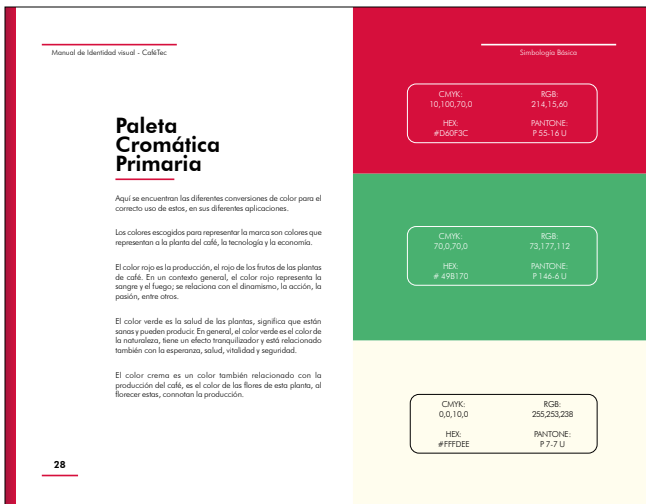 Manual de Identidad visual - CaféTec
Paleta
Cromática
Primaria
Aquí se encuentran las diferentes conversiones de color para el
correcto uso de estos, en sus diferentes aplicaciones.
Los colores escogidos para representar la marca son colores que
representan a la planta del café, la tecnología y la economía.
El color rojo es la producción, el rojo de los frutos de las plantas
de café. En un contexto general, el color rojo representa la
sangre y el fuego; se relaciona con el dinamismo, la acción, la
pasión, entre otros.
El color verde es la salud de las plantas, significa que están
sanas y pueden producir. En general, el color verde es el color de
la naturaleza, tiene un efecto tranquilizador y está relacionado
también con la esperanza, salud, vitalidad y seguridad.
El color crema es un color también relacionado con la
producción del café, es el color de las flores de esta planta, al
florecer estas, connotan la producción.
28
Simbología Básica
CMYK: RGB:
10,100,70,0 214,15,60
HEX: PANTONE:
#D60F3C P 55-16 U
CMYK: RGB:
70,0,70,0 73,177,112
HEX: PANTONE:
# 49B170 P 146-6 U
CMYK: RGB:
0,0,10,0 255,253,238
HEX: PANTONE:
#FFFDEE P 7-7 U